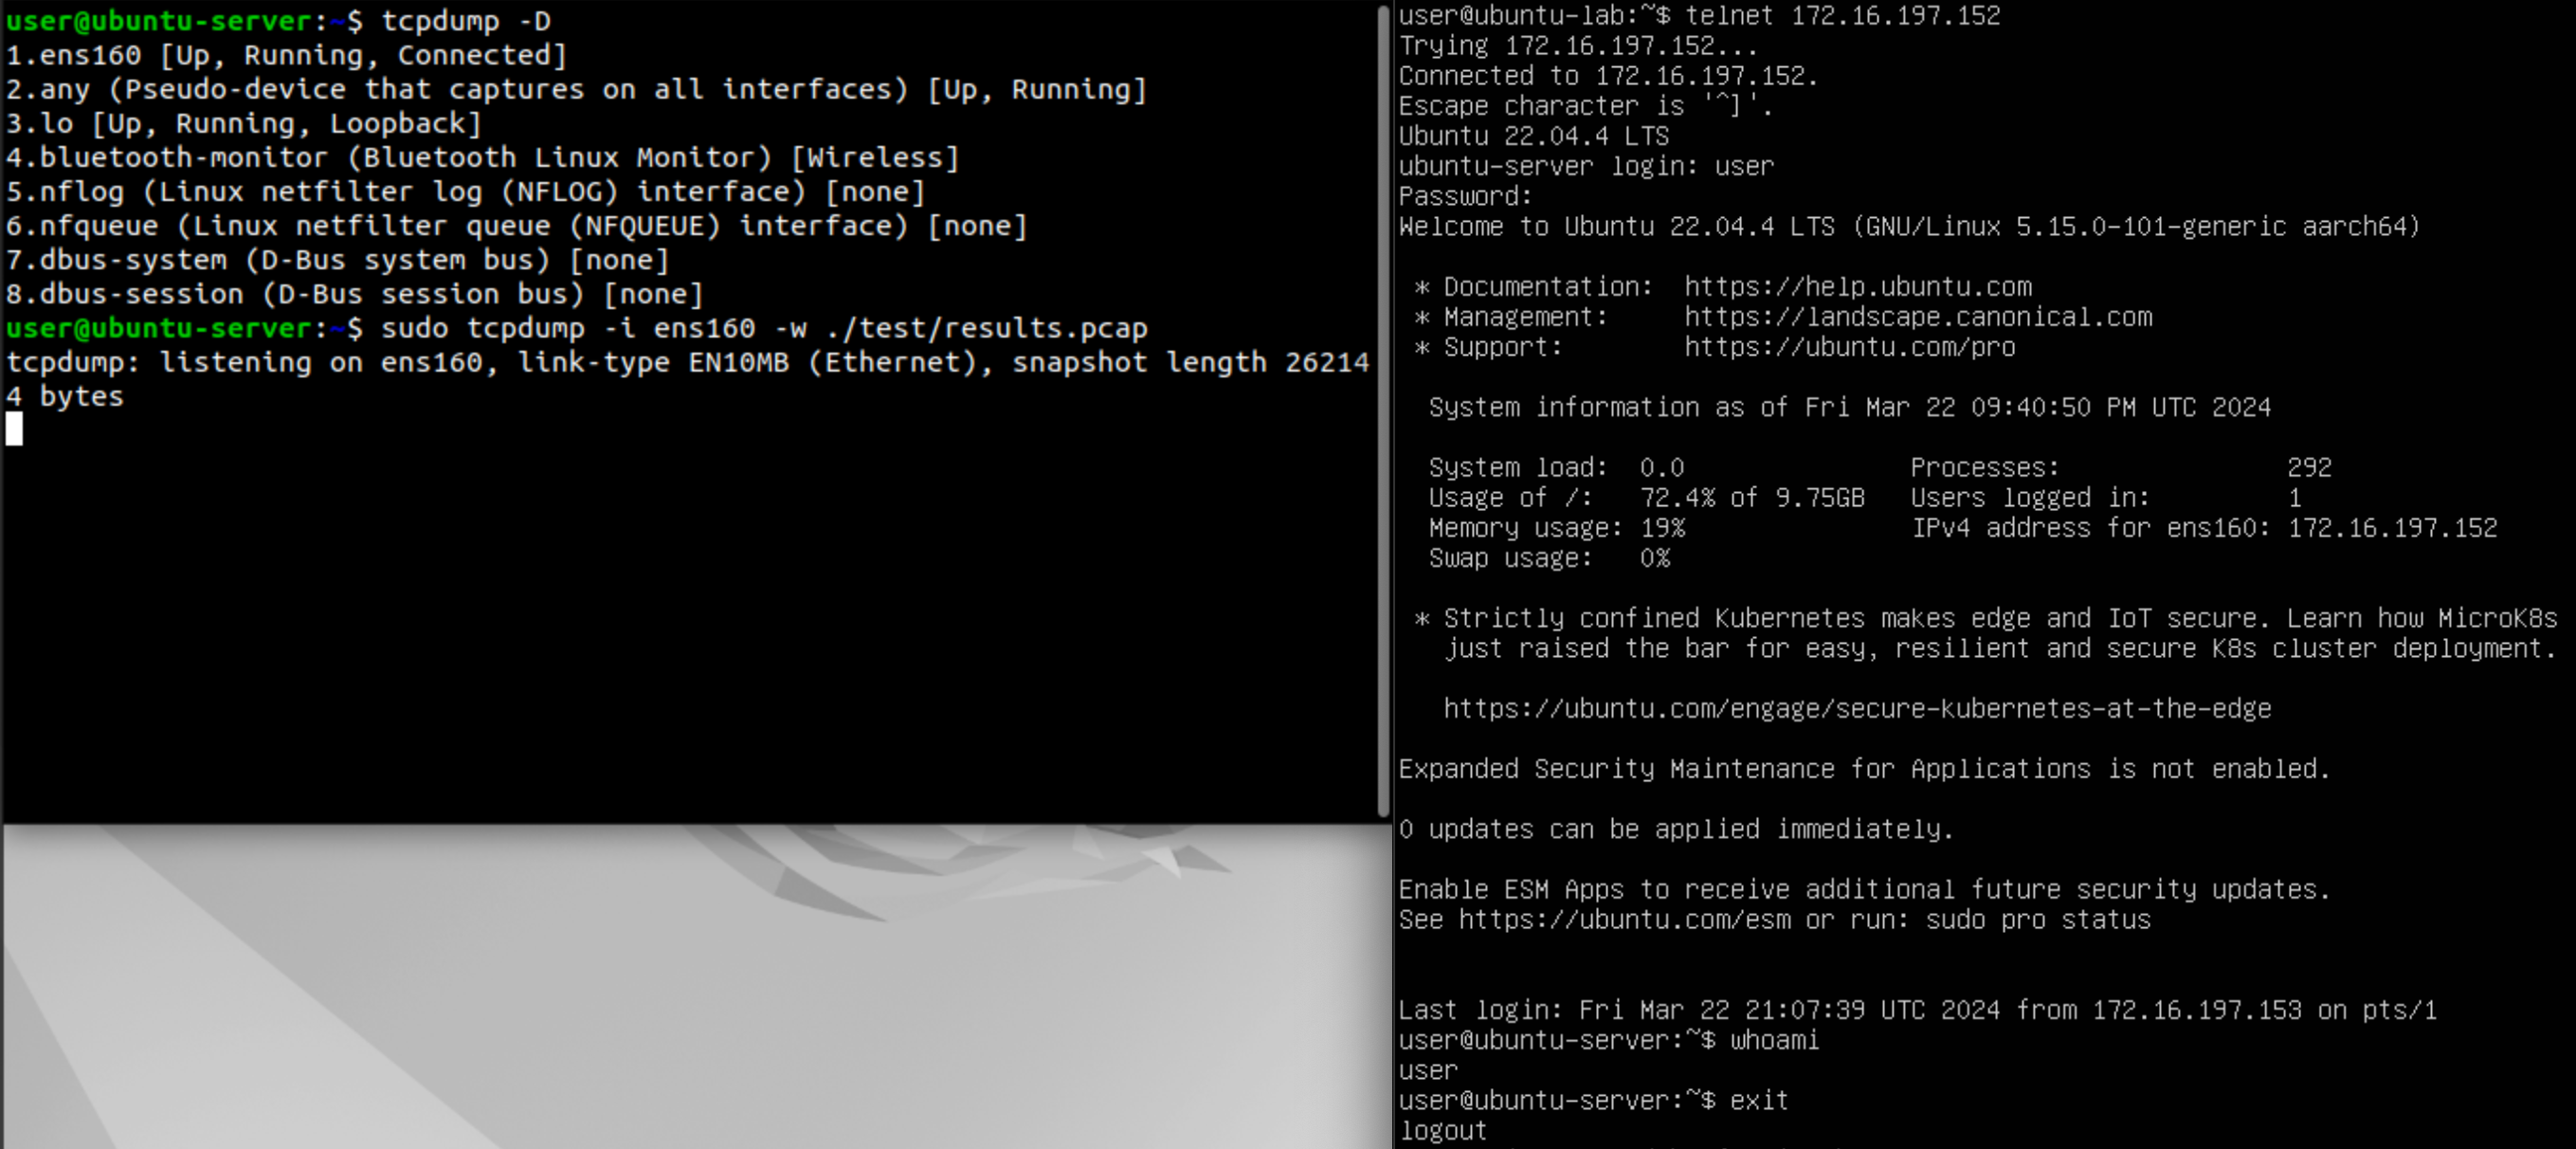 user@ubuntu-server:~$ tcpdump -D
1.ens160 [Up, Running, Connected]
2.any (Pseudo-device that captures on all interfaces) [Up, Running]
3.lo [Up, Running, Loopback]
4.bluetooth-monitor (Bluetooth Linux Monitor) [Wireless]
5.nflog (Linux netfilter log (NFLOG) interface) [none]
6.nfqueue (Linux netfilter queue (NFQUEUE) interface) [none]
7.dbus-system (D-Bus system bus) [none]
8.dbus-session (D-Bus session bus) [none]
user@ubuntu-server:~$ sudo tcpdump -i ens160 -w ./test/results.pcap
tcpdump: listening on ens160, link-type EN10MB (Ethernet), snapshot length 26214
4 bytes
user@ubuntu-lab:~$ telnet 172.16.197.152
Trying 172.16.197.152...
Connected to 172.16.197.152.
Escape character is '^]'.
Ubuntu 22.04.4 LTS
ubuntu-server login: user
Password:
Welcome to Ubuntu 22.04.4 LTS (GNU/Linux 5.15.0-101-generic aarch64)
* Documentation:  https://help.ubuntu.com
* Management:     https://landscape.canonical.com
* Support:        https://ubuntu.com/pro
System information as of Fri Mar 22 09:40:50 PM UTC 2024
System load:  0.0               Processes:               292
Usage of /:   72.4% of 9.75GB   Users logged in:         1
Memory usage: 19%               IPv4 address for ens160: 172.16.197.152
Swap usage:   0%
* Strictly confined Kubernetes makes edge and IoT secure. Learn how MicroK8s
just raised the bar for easy, resilient and secure K8s cluster deployment.
https://ubuntu.com/engage/secure-kubernetes-at-the-edge
Expanded Security Maintenance for Applications is not enabled.
0 updates can be applied immediately.
Enable ESM Apps to receive additional future security updates.
See https://ubuntu.com/esm or run: sudo pro status
Last login: Fri Mar 22 21:07:39 UTC 2024 from 172.16.197.153 on pts/1
user@ubuntu-server:~$ whoami
user
user@ubuntu-server:~$ exit
logout